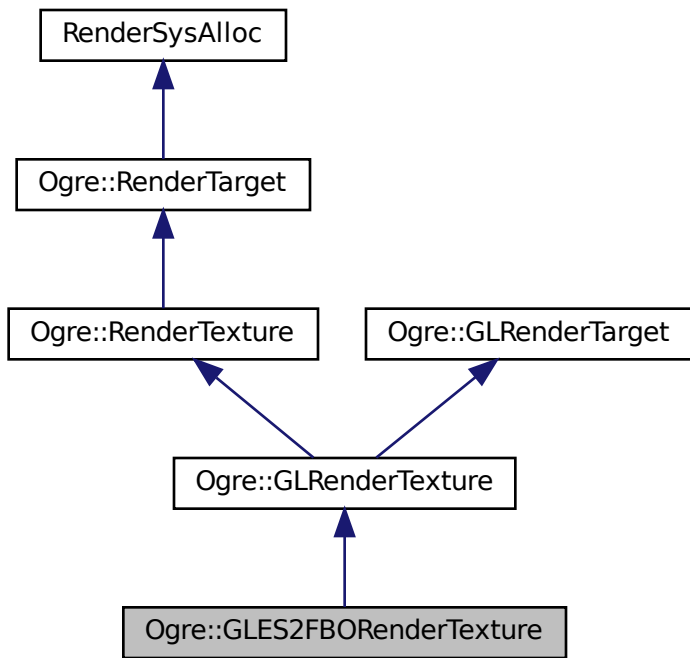 RenderSysAlloc
Ogre::RenderTarget
Ogre::RenderTexture
Ogre::GLRenderTarget
Ogre::GLRenderTexture
Ogre::GLES2FBORenderTexture